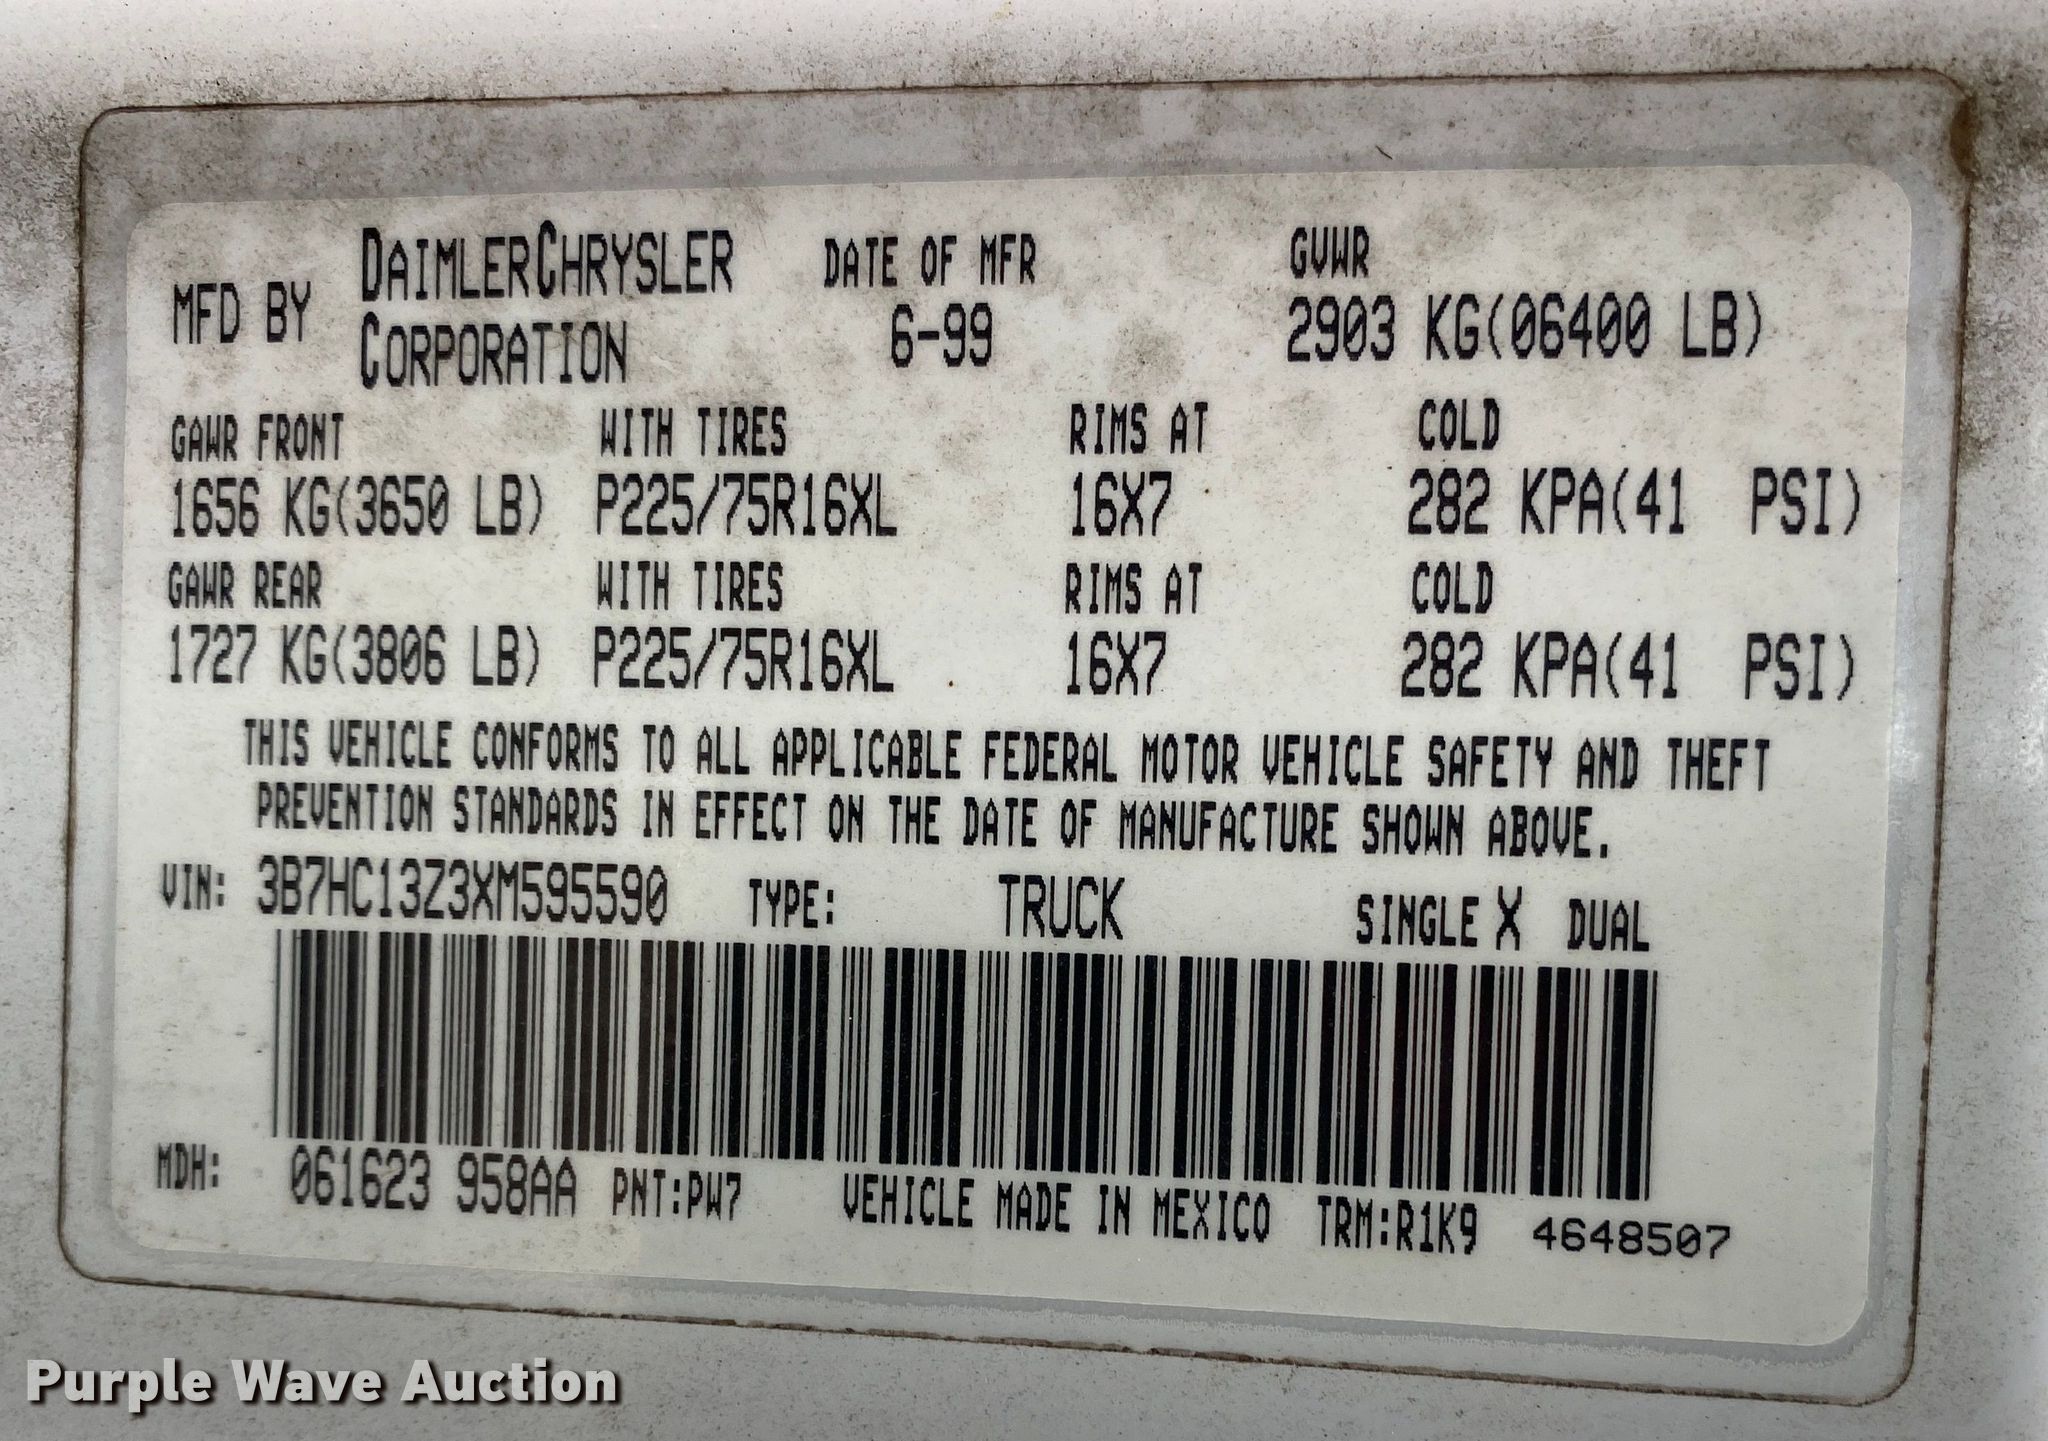 MFD BY DAIMLERCHRYSLER CORPORATION DATE OF MFR 6-99 GVWR 2903 KG(06400 LB)
GAWR FRONT WITH TIRES RIMS AT COLD
1656 KG(3650 LB) P225/75R16XL 16X7 282 KPA(41 PSI)
GAWR REAR WITH TIRES RIMS AT COLD
1727 KG(3806 LB) P225/75R16XL 16X7 282 KPA(41 PSI)
THIS VEHICLE CONFORMS TO ALL APPLICABLE FEDERAL MOTOR VEHICLE SAFETY AND THEFT
PREVENTION STANDARDS IN EFFECT ON THE DATE OF MANUFACTURE SHOWN ABOVE.
VIN: 3B7HC13Z3XM595590 TYPE: TRUCK SINGLE X DUAL
MDH: 061623 958AA PNT:PW7 VEHICLE MADE IN MEXICO TRM:R1K9 4648507
Purple Wave Auction